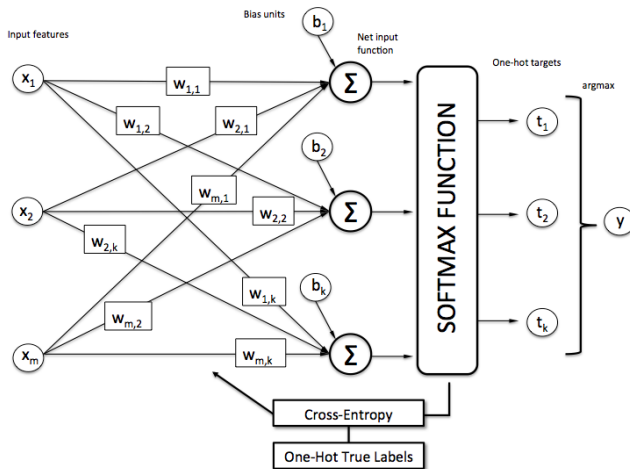 Bias units
b1
Input features
Net input
function
One-hot targets
argmax
x1
w1,1
Σ
w1,2
w2,1
t1
b2
SOFTMAX FUNCTION
wm,1
x2
w2,2
Σ
t2
y
w2,k
bk
w1,k
wm,2
tk
xm
wm,k
Σ
Cross-Entropy
One-Hot True Labels